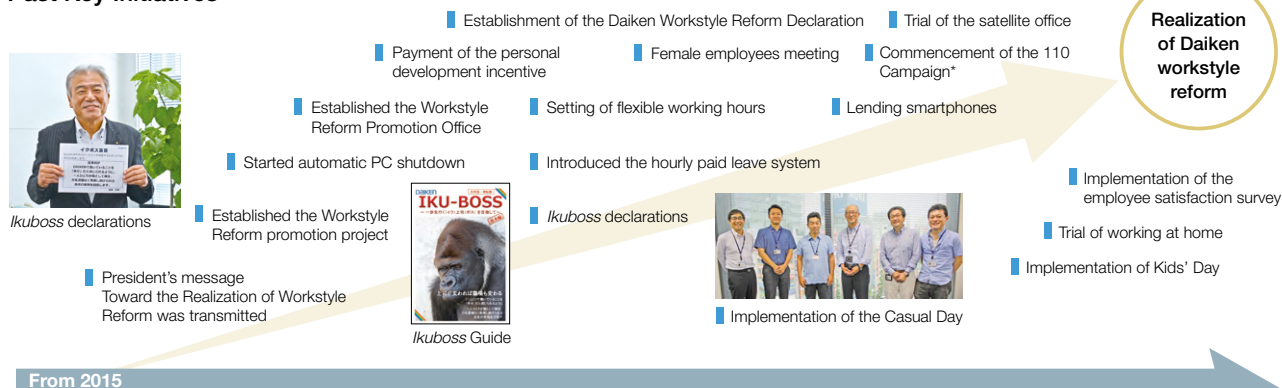 Past Key Initiatives
Establishment of the Daiken Workstyle Reform Declaration
Trial of the satellite office
Payment of the personal
development incentive
Female employees meeting
Commencement of the 110
Campaign*
Established the Workstyle
Reform Promotion Office
Setting of flexible working hours
Lending smartphones
Started automatic PC shutdown
Introduced the hourly paid leave system
Ikuboss declarations
Established the Workstyle
Reform promotion project
DAIKEN
IKU-BOSS
Ikuboss Guide
Ikuboss declarations
President's message
Toward the Realization of Workstyle
Reform was transmitted
Implementation of the Casual Day
Implementation of the
employee satisfaction survey
Trial of working at home
Implementation of Kids' Day
Realization
of Daiken
workstyle
reform
From 2015